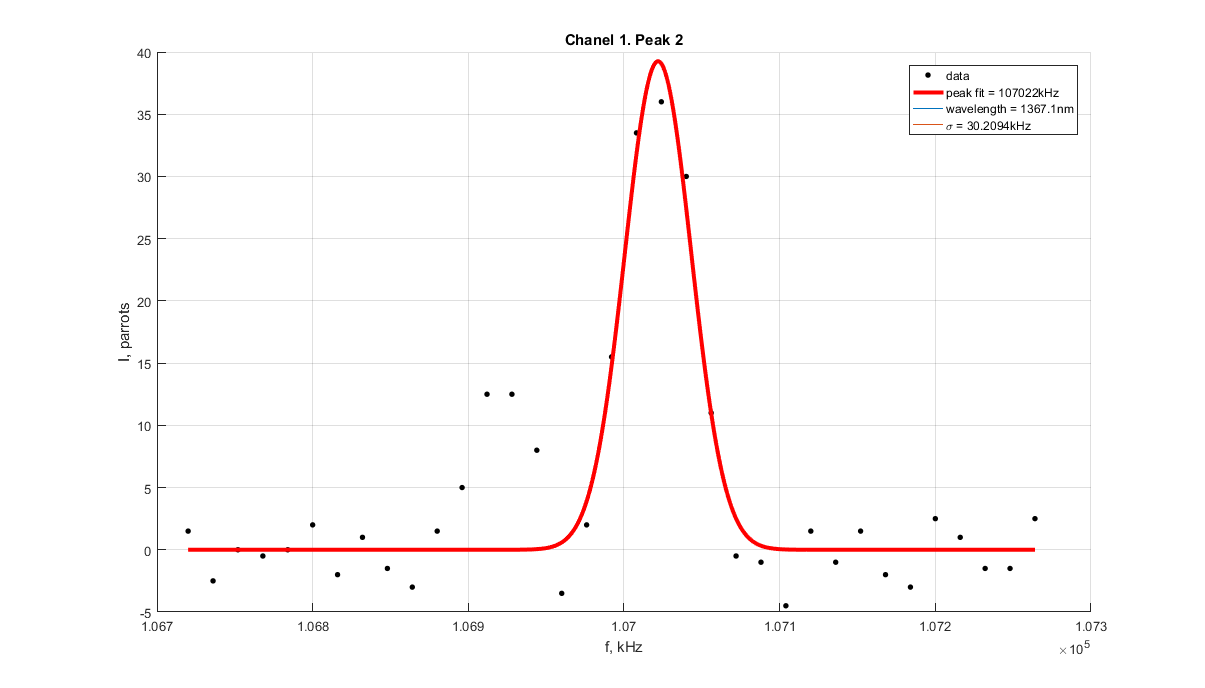 Chanel 1. Peak 2
data
peak fit = 107022kHz
wavelength = 1367.1nm
σ = 30.2094kHz
I, parrots
40
35
30
25
20
15
10
5
0
-5
1.067 1.068 1.069 1.07 1.071 1.072 1.073
f, kHz
×10⁵